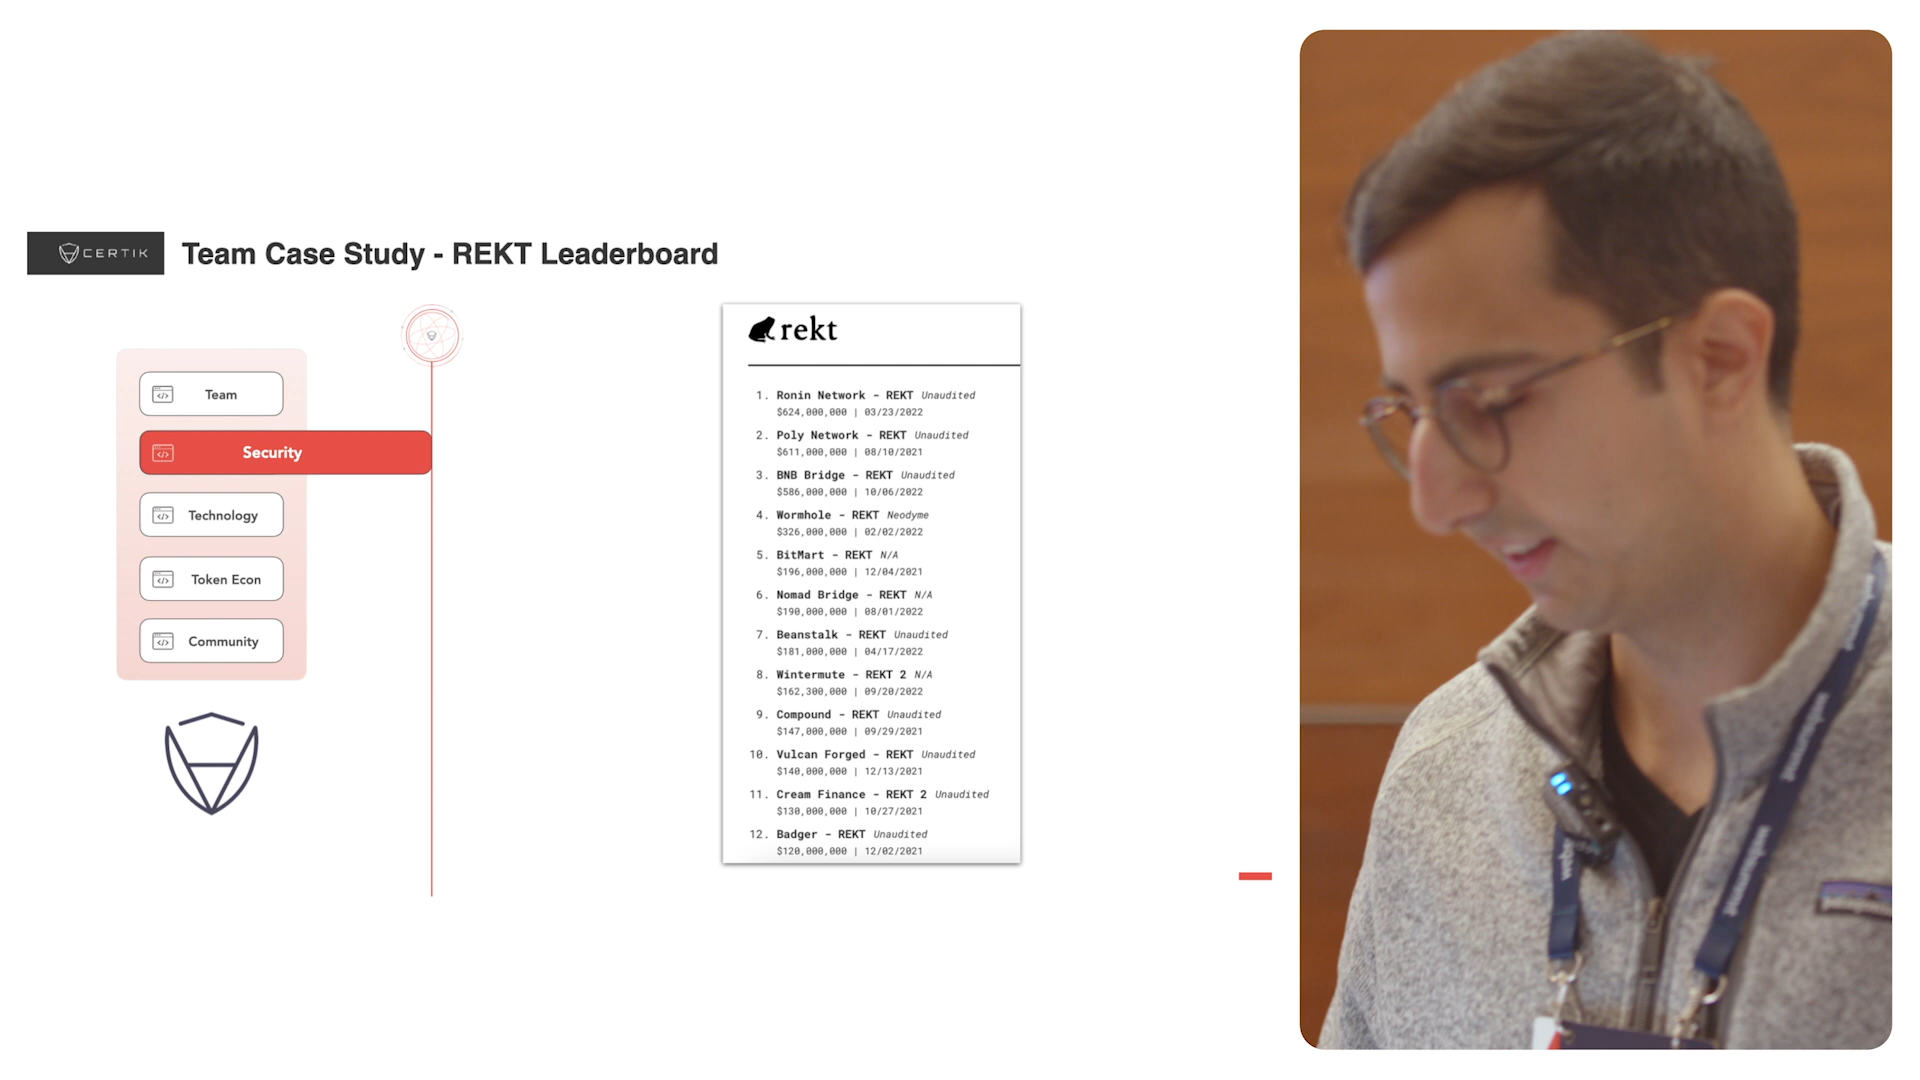 CERTIK
Team Case Study - REKT Leaderboard
Team
Security
Technology
Token Econ
Community
rekt
1. Ronin Network - REKT Unaudited
$624,000,000 | 03/23/2022
2. Poly Network - REKT Unaudited
$611,000,000 | 08/10/2021
3. BNB Bridge - REKT Unaudited
$586,000,000 | 10/06/2022
4. Wormhole - REKT Neodyme
$326,000,000 | 02/02/2022
5. BitMart - REKT N/A
$196,000,000 | 12/04/2021
6. Nomad Bridge - REKT N/A
$190,000,000 | 08/01/2022
7. Beanstalk - REKT Unaudited
$181,000,000 | 04/17/2022
8. Wintermute - REKT 2 N/A
$162,300,000 | 09/20/2022
9. Compound - REKT Unaudited
$147,000,000 | 09/29/2021
10. Vulcan Forged - REKT Unaudited
$140,000,000 | 12/13/2021
11. Cream Finance - REKT 2 Unaudited
$130,000,000 | 10/27/2021
12. Badger - REKT Unaudited
$120,000,000 | 12/02/2021